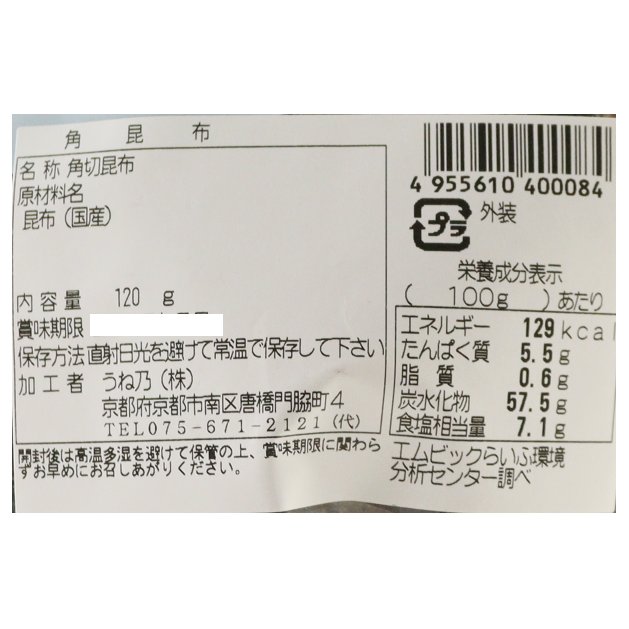 角 昆 布
名 称 角切昆布
原材料名
昆布（国産）
内容量 120 g
賞味期限
保存方法 直射日光を避けて常温で保存して下さい
加工者 うね乃（株）
京都府京都市南区唐橋門脇町４
TEL075-671-2121（代）
開封後は高温多湿を避けて保管の上、賞味期限に関わら
ずお早めにお召しあがりください。
4 955610 400084
プラ
外装
栄養成分表示
( 100g )あたり
エネルギー 129kcal
たんぱく質 5.5g
脂 質 0.6g
炭水化物 57.5g
食塩相当量 7.1g
エムビックらいふ環境
分析センター調べ